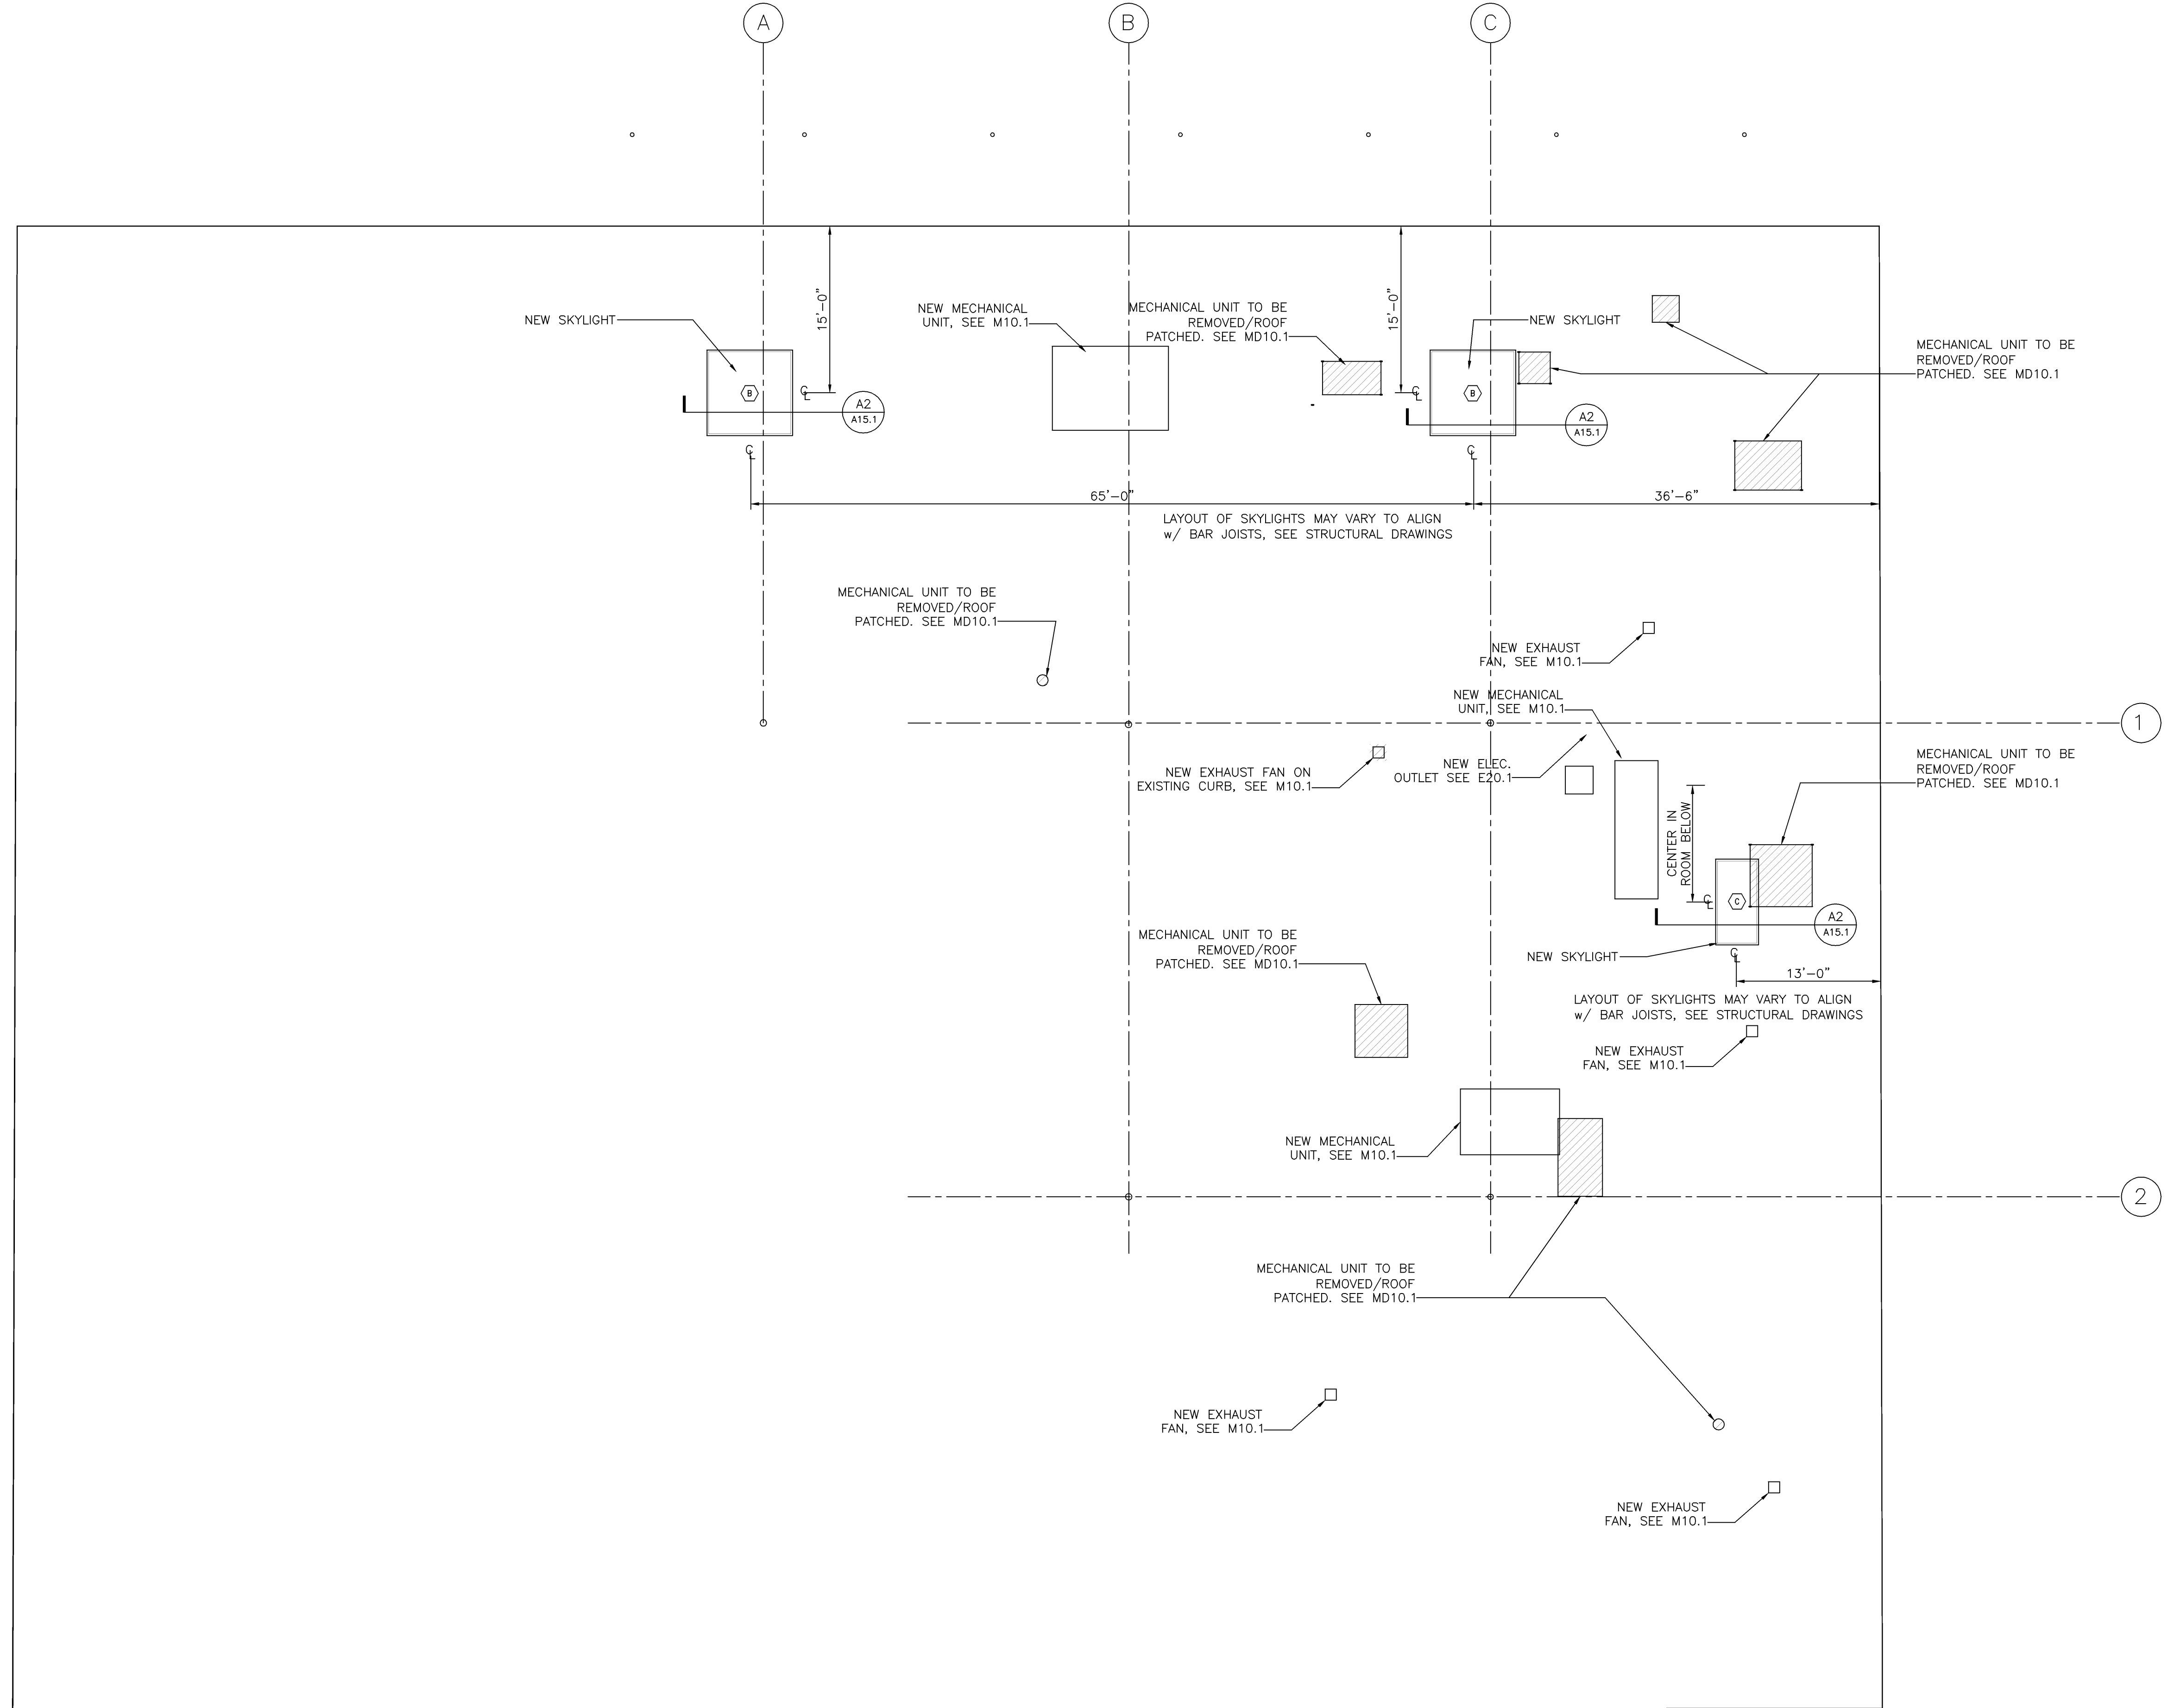 A
B
C
15'-0"
15'-0"
NEW SKYLIGHT
NEW MECHANICAL
UNIT, SEE M10.1
MECHANICAL UNIT TO BE
REMOVED/ROOF
PATCHED. SEE MD10.1
NEW SKYLIGHT
MECHANICAL UNIT TO BE
REMOVED/ROOF
PATCHED. SEE MD10.1
B
℄
A2
A15.1
℄
℄
B
A2
A15.1
℄
65'-0"
36'-6"
LAYOUT OF SKYLIGHTS MAY VARY TO ALIGN
w/ BAR JOISTS, SEE STRUCTURAL DRAWINGS
MECHANICAL UNIT TO BE
REMOVED/ROOF
PATCHED. SEE MD10.1
NEW EXHAUST
FAN, SEE M10.1
NEW MECHANICAL
UNIT, SEE M10.1
1
NEW EXHAUST FAN ON
EXISTING CURB, SEE M10.1
NEW ELEC.
OUTLET SEE E20.1
MECHANICAL UNIT TO BE
REMOVED/ROOF
PATCHED. SEE MD10.1
CENTER IN
ROOM BELOW
℄
C
A2
A15.1
MECHANICAL UNIT TO BE
REMOVED/ROOF
PATCHED. SEE MD10.1
NEW SKYLIGHT
℄
13'-0"
LAYOUT OF SKYLIGHTS MAY VARY TO ALIGN
w/ BAR JOISTS, SEE STRUCTURAL DRAWINGS
NEW EXHAUST
FAN, SEE M10.1
NEW MECHANICAL
UNIT, SEE M10.1
2
MECHANICAL UNIT TO BE
REMOVED/ROOF
PATCHED. SEE MD10.1
NEW EXHAUST
FAN, SEE M10.1
NEW EXHAUST
FAN, SEE M10.1